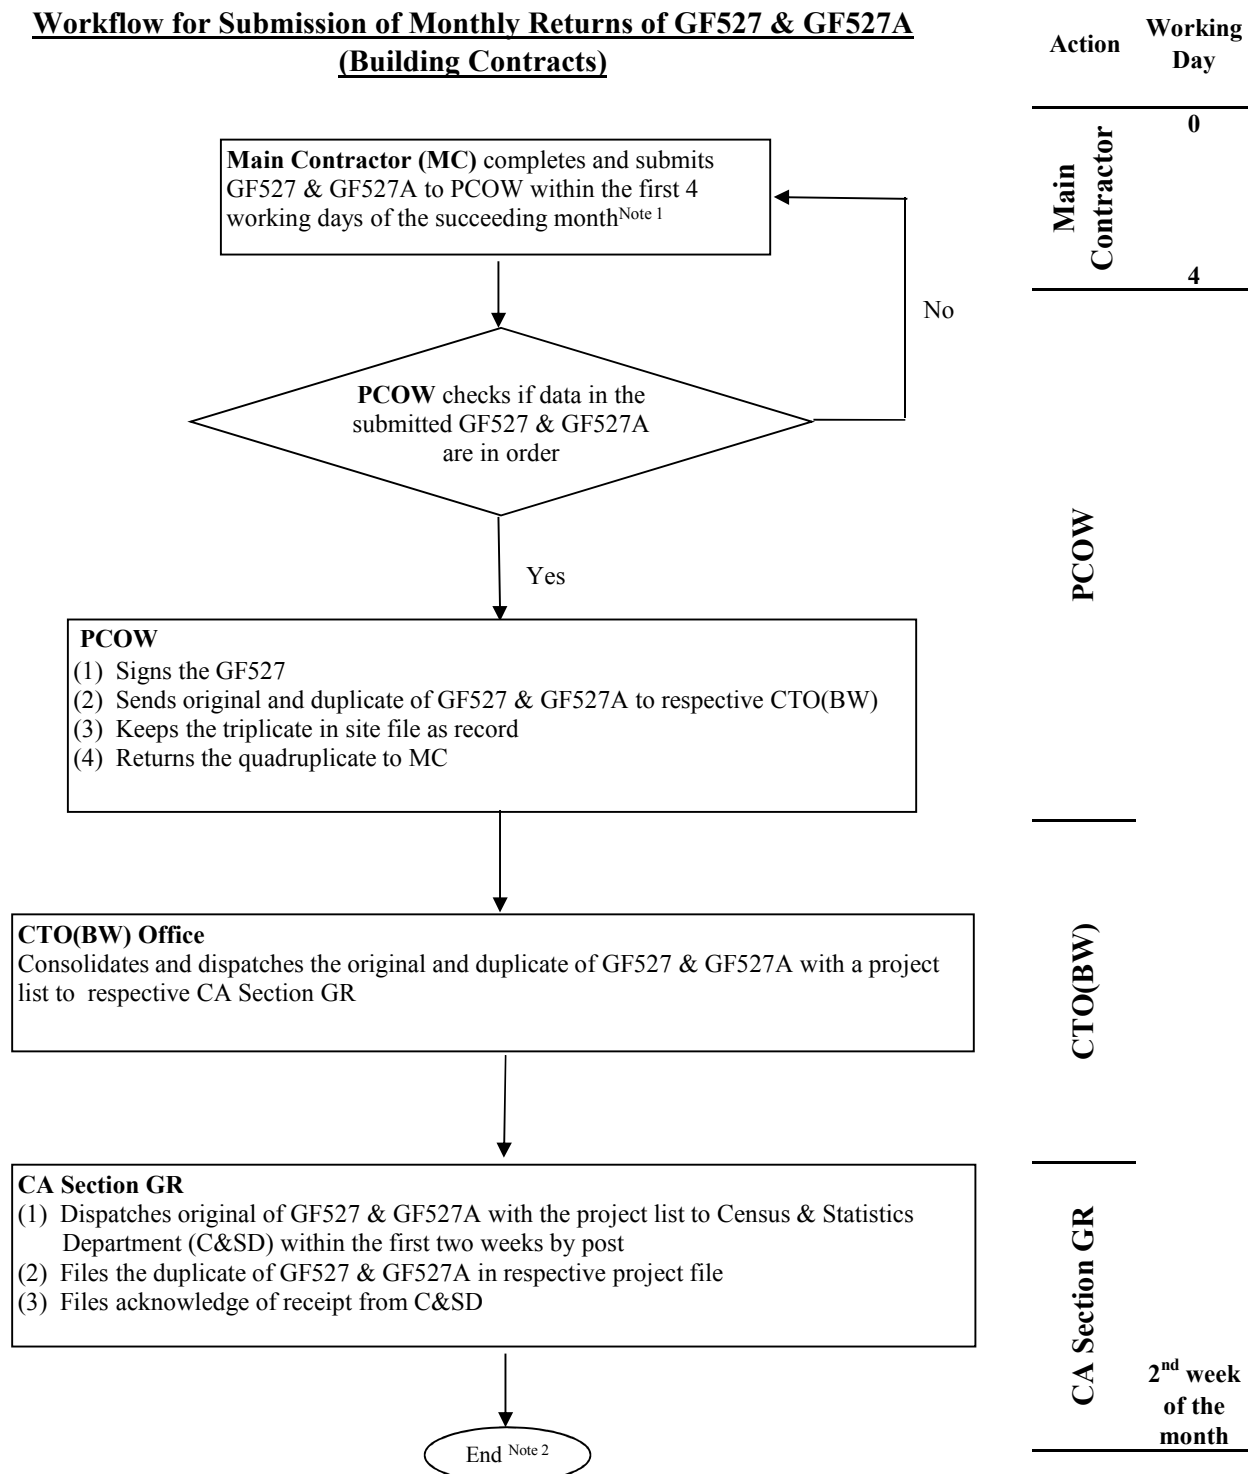 Workflow for Submission of Monthly Returns of GF527 & GF527A
(Building Contracts)
Action
Working
Day
0
Main
Contractor
4
Main Contractor (MC) completes and submits
GF527 & GF527A to PCOW within the first 4
working days of the succeeding month Note 1
No
PCOW checks if data in the
submitted GF527 & GF527A
are in order
PCOW
Yes
PCOW
(1) Signs the GF527
(2) Sends original and duplicate of GF527 & GF527A to respective CTO(BW)
(3) Keeps the triplicate in site file as record
(4) Returns the quadruplicate to MC
CTO(BW) Office
Consolidates and dispatches the original and duplicate of GF527 & GF527A with a project
list to respective CA Section GR
CTO(BW)
CA Section GR
(1) Dispatches original of GF527 & GF527A with the project list to Census & Statistics
Department (C&SD) within the first two weeks by post
(2) Files the duplicate of GF527 & GF527A in respective project file
(3) Files acknowledge of receipt from C&SD
CA Section GR
2nd week
of the
month
End Note 2